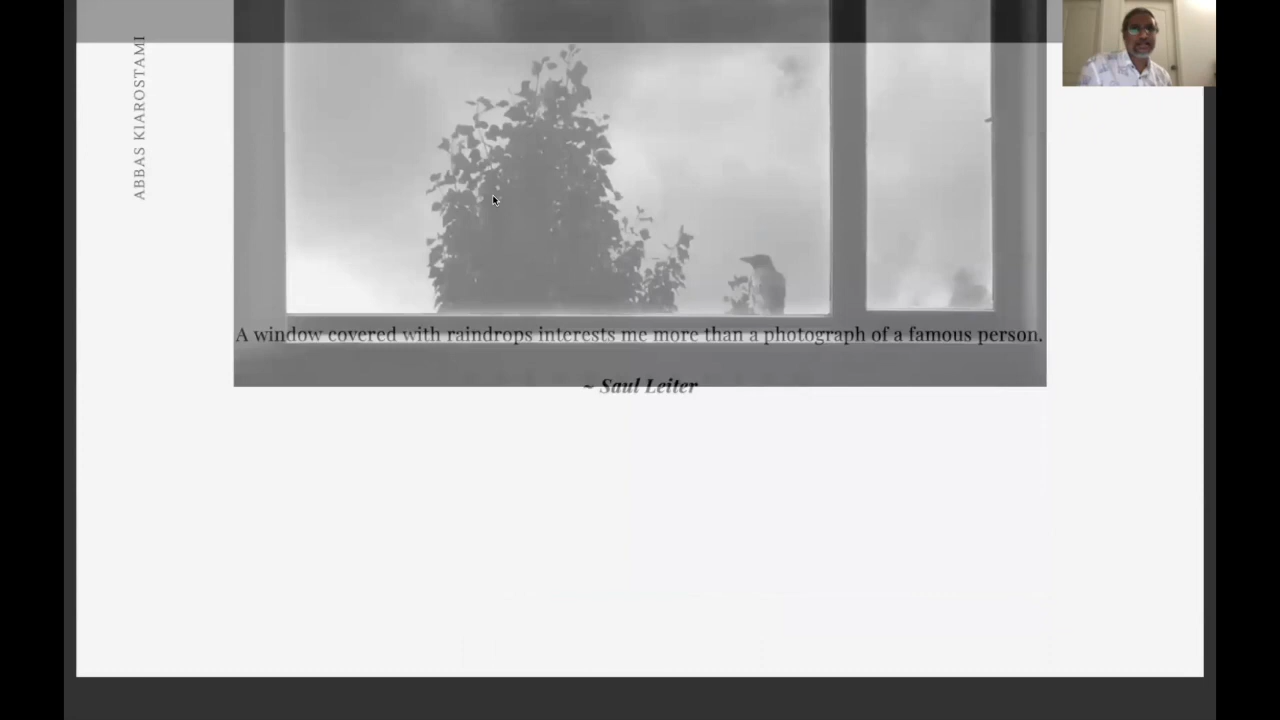 ABBAS KIAROSTAMI
A window covered with raindrops interests me more than a photograph of a famous person.
~ Saul Leiter